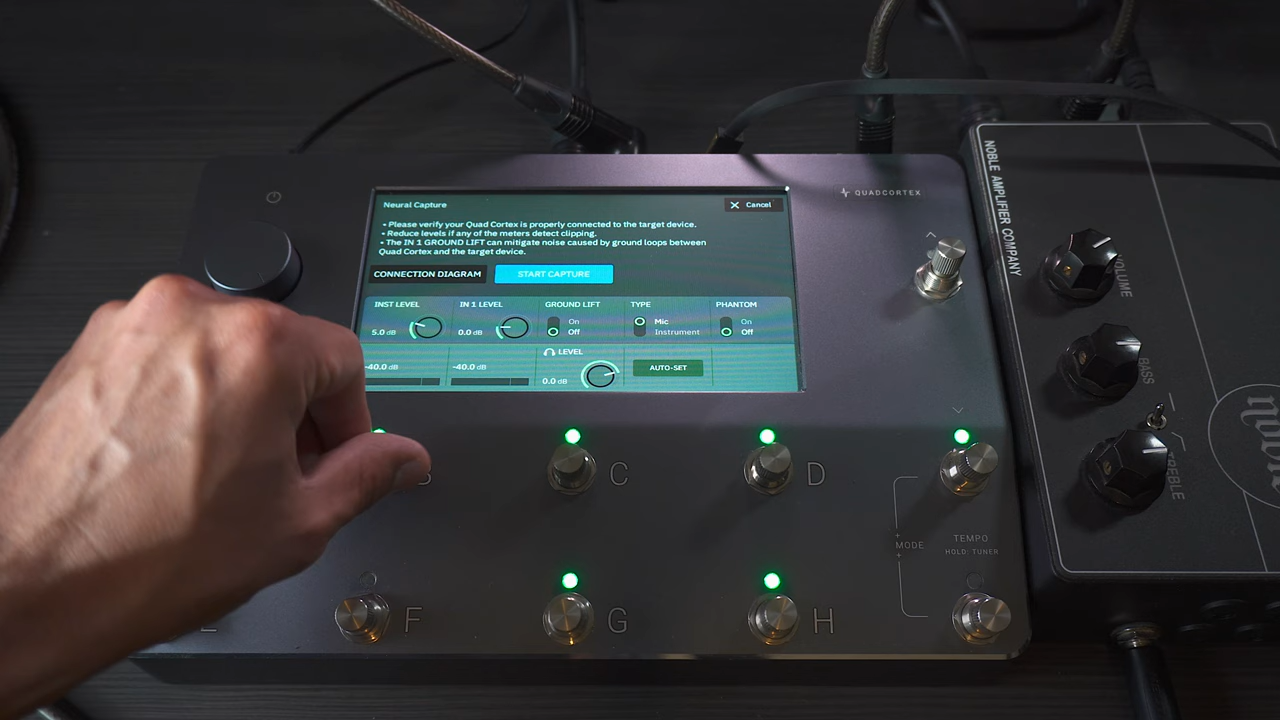 Neural Capture
Cancel
• Please verify your Quad Cortex is properly connected to the target device.
• Reduce levels if any of the meters detect clipping.
• The IN 1 GROUND LIFT can mitigate noise caused by ground loops between
Quad Cortex and the target device.
CONNECTION DIAGRAM
START CAPTURE
INST LEVEL
IN 1 LEVEL
GROUND LIFT
TYPE
PHANTOM
5.0 dB
0.0 dB
On
Off
Mic
Instrument
On
Off
-40.0 dB
-40.0 dB
LEVEL
0.0 dB
AUTO-SET
QUADCORTEX
B
C
D
MODE
TEMPO
HOLD: TUNER
E
F
G
H
NOBLE AMPLIFIER COMPANY
VOLUME
BASS
TREBLE